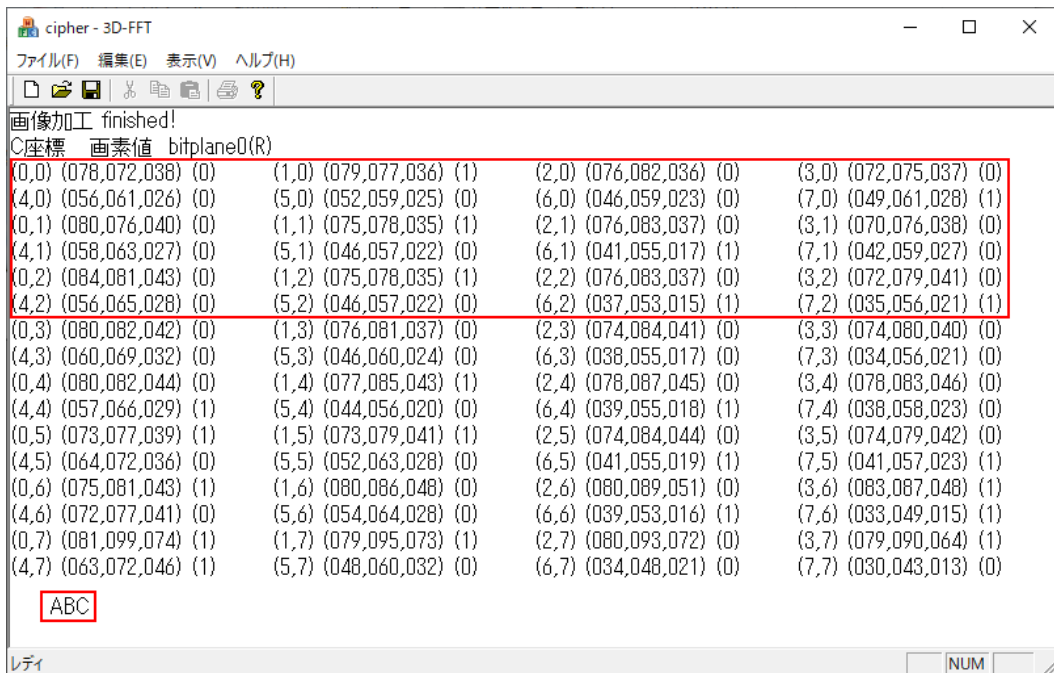 cipher - 3D-FFT
ファイル(F) 編集(E) 表示(V) ヘルプ(H)
画像加工 finished!
C座標 画素値 bitplane0(R)
(0,0) (078,072,038) (0) (1,0) (079,077,036) (1) (2,0) (076,082,036) (0) (3,0) (072,075,037) (0)
(4,0) (056,061,026) (0) (5,0) (052,059,025) (0) (6,0) (046,059,023) (0) (7,0) (049,061,028) (1)
(0,1) (080,076,040) (0) (1,1) (075,078,035) (1) (2,1) (076,083,037) (0) (3,1) (070,076,038) (0)
(4,1) (058,063,027) (0) (5,1) (046,057,022) (0) (6,1) (041,055,017) (1) (7,1) (042,059,027) (0)
(0,2) (084,081,043) (0) (1,2) (075,078,035) (1) (2,2) (076,083,037) (0) (3,2) (072,079,041) (0)
(4,2) (056,065,028) (0) (5,2) (046,057,022) (0) (6,2) (037,053,015) (1) (7,2) (035,056,021) (1)
(0,3) (080,082,042) (0) (1,3) (076,081,037) (0) (2,3) (074,084,041) (0) (3,3) (074,080,040) (0)
(4,3) (060,069,032) (0) (5,3) (046,060,024) (0) (6,3) (038,055,017) (0) (7,3) (034,056,021) (0)
(0,4) (080,082,044) (0) (1,4) (077,085,043) (1) (2,4) (078,087,045) (0) (3,4) (078,083,046) (0)
(4,4) (057,066,029) (1) (5,4) (044,056,020) (0) (6,4) (039,055,018) (1) (7,4) (038,058,023) (0)
(0,5) (073,077,039) (1) (1,5) (073,079,041) (1) (2,5) (074,084,044) (0) (3,5) (074,079,042) (0)
(4,5) (064,072,036) (0) (5,5) (052,063,028) (0) (6,5) (041,055,019) (1) (7,5) (041,057,023) (1)
(0,6) (075,081,043) (1) (1,6) (080,086,048) (0) (2,6) (080,089,051) (0) (3,6) (083,087,048) (1)
(4,6) (072,077,041) (0) (5,6) (054,064,028) (0) (6,6) (039,053,016) (1) (7,6) (033,049,015) (1)
(0,7) (081,099,074) (1) (1,7) (079,095,073) (1) (2,7) (080,093,072) (0) (3,7) (079,090,064) (1)
(4,7) (063,072,046) (1) (5,7) (048,060,032) (0) (6,7) (034,048,021) (0) (7,7) (030,043,013) (0)
ABC
レディ NUM